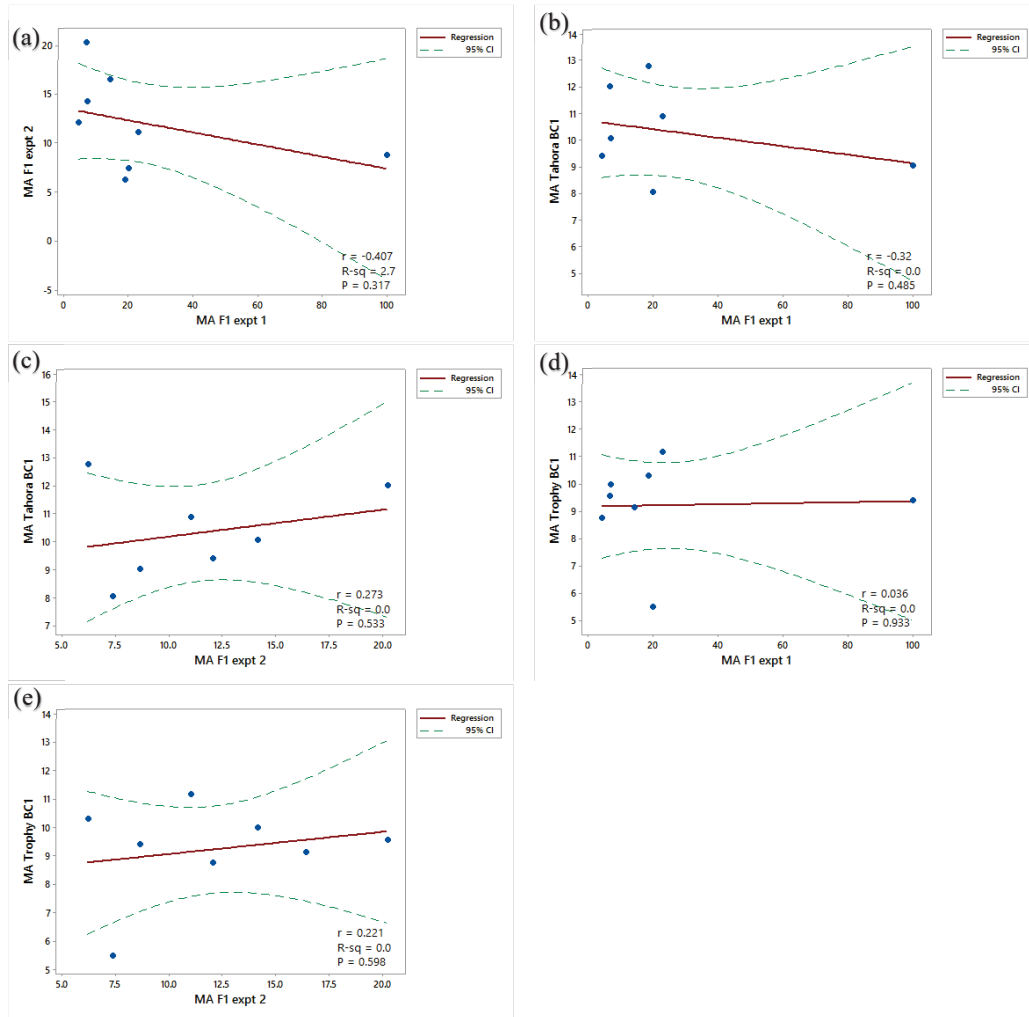 (a)
Regression
95% CI
20
15
10
5
0
-5
MA F1 expt 2
r = -0.407
R-sq = 2.7
P = 0.317
0
20
40
60
80
100
MA F1 expt 1
(b)
Regression
95% CI
14
13
12
11
10
9
8
7
6
5
MA Tahora BC1
r = -0.32
R-sq = 0.0
P = 0.485
0
20
40
60
80
100
MA F1 expt 1
(c)
Regression
95% CI
16
15
14
13
12
11
10
9
8
7
MA Tahora BC1
r = 0.273
R-sq = 0.0
P = 0.533
5.0
7.5
10.0
12.5
15.0
17.5
20.0
MA F1 expt 2
(d)
Regression
95% CI
14
13
12
11
10
9
8
7
6
5
MA Trophy BC1
r = 0.036
R-sq = 0.0
P = 0.933
0
20
40
60
80
100
MA F1 expt 1
(e)
Regression
95% CI
14
13
12
11
10
9
8
7
6
5
MA Trophy BC1
r = 0.221
R-sq = 0.0
P = 0.598
5.0
7.5
10.0
12.5
15.0
17.5
20.0
MA F1 expt 2